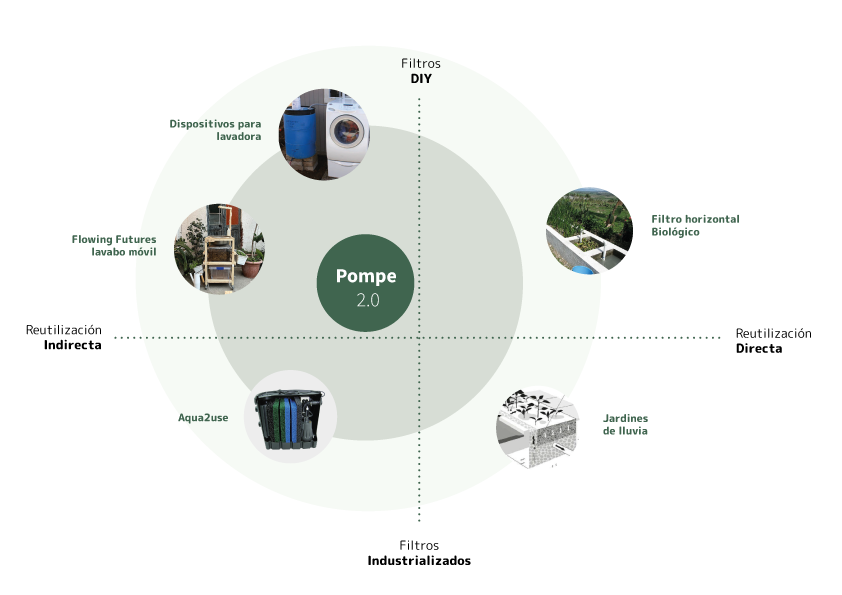 Filtros
DIY
Dispositivos para
lavadora
Filtro horizontal
Biológico
Flowing Futures
lavabo móvil
Pompe
2.0
Reutilización
Indirecta
Reutilización
Directa
Aqua2use
Jardines
de lluvia
Filtros
Industrializados